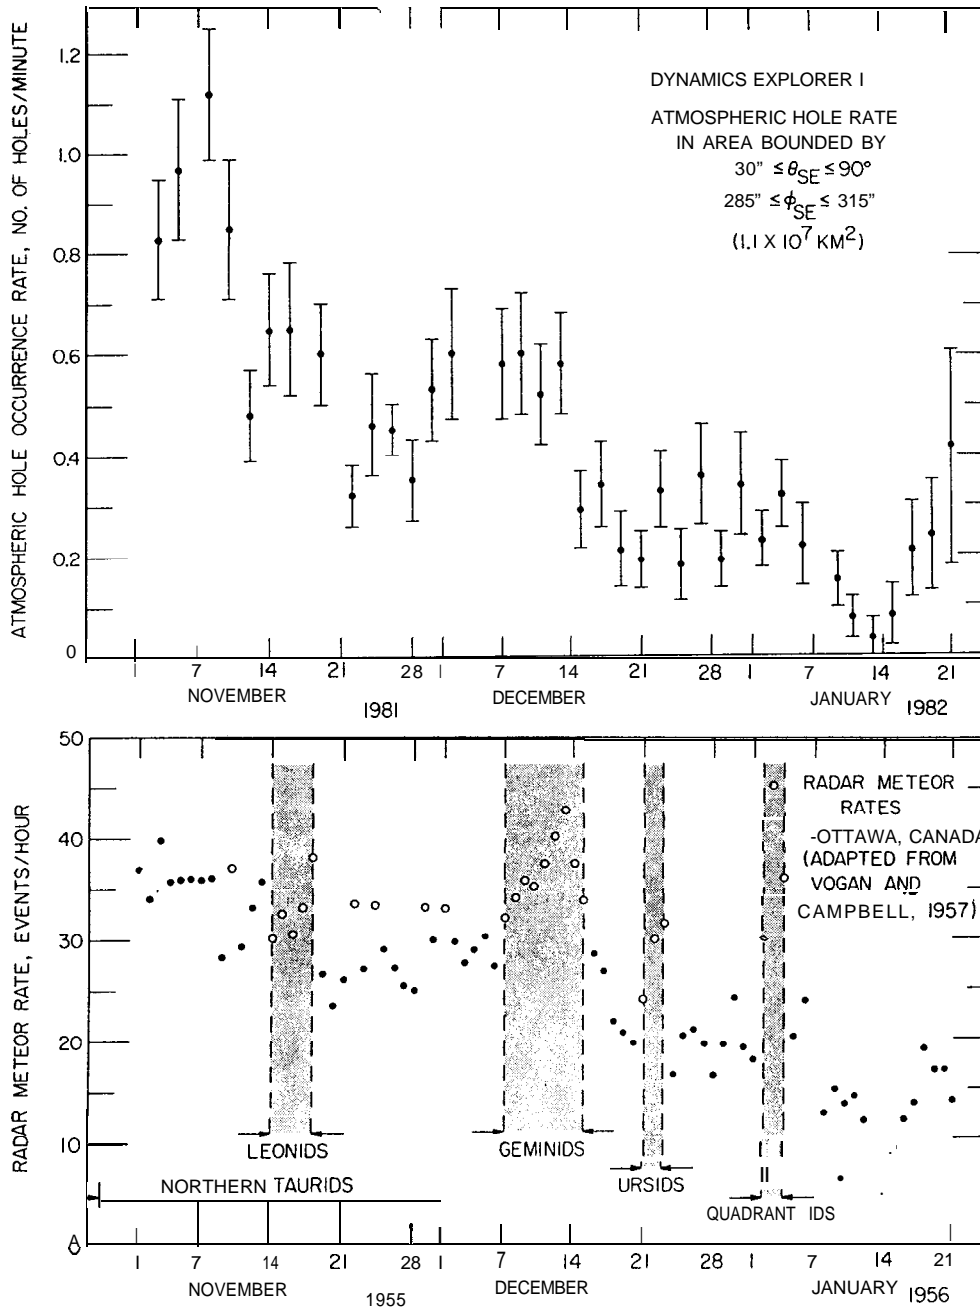 ATMOSPHERIC HOLE OCCURRENCE RATE, NO. OF HOLES/MINUTE
1.2
1.0
0.8
0.6
0.4
0.2
0
DYNAMICS EXPLORER I
ATMOSPHERIC HOLE RATE
IN AREA BOUNDED BY
30" ≤ θSE ≤ 90°
285" ≤ ϕSE ≤ 315"
(1.1 X 10⁷ KM²)
1 7 14 21 28 1 7 14 21 28 1 7 14 21
NOVEMBER DECEMBER JANUARY
1981 1982
RADAR METEOR RATE, EVENTS/HOUR
50
40
30
20
10
RADAR METEOR
RATES
-OTTAWA, CANADA
(ADAPTED FROM
VOGAN AND
CAMPBELL, 1957)
LEONIDS
GEMINIDS
URSIDS
II
QUADRANT IDS
NORTHERN TAURIDS
1 7 14 21 28 1 7 14 21 28 1 7 14 21
NOVEMBER DECEMBER JANUARY
1955 1956